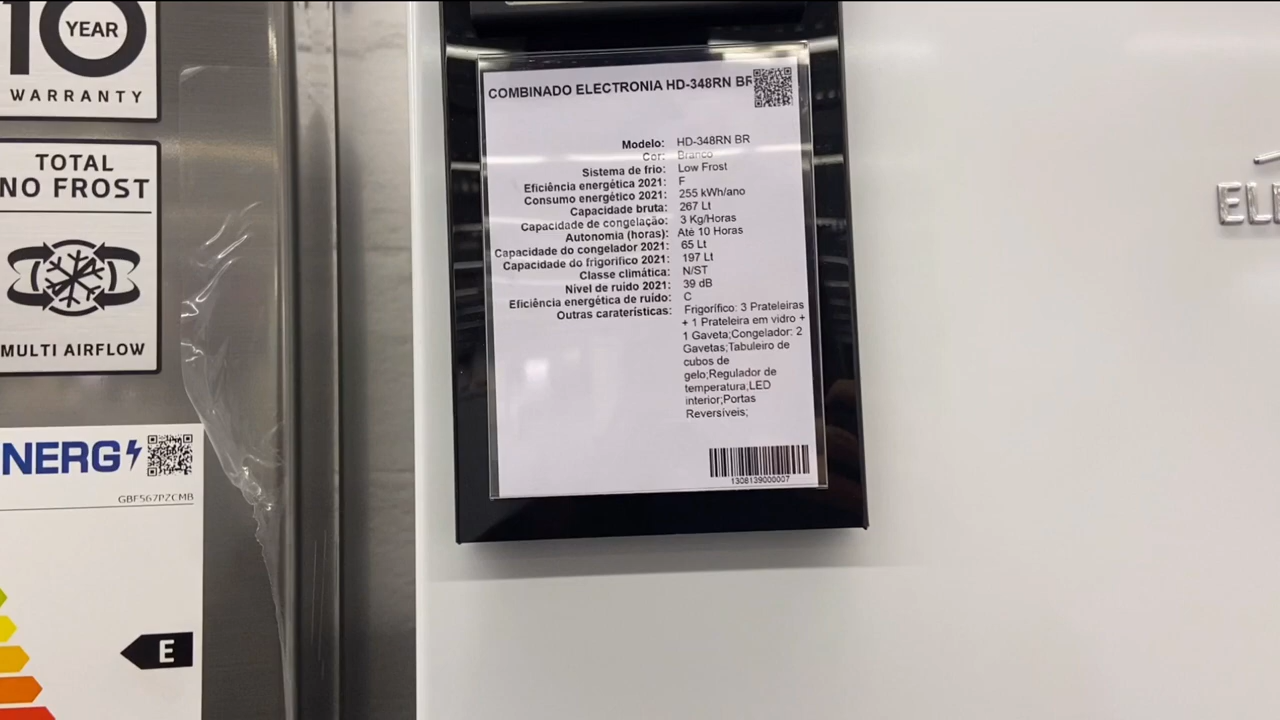 10
YEAR
WARRANTY
TOTAL
NO FROST
MULTI AIRFLOW
NERG
GBF567PZCMB
E
COMBINADO ELECTRONIA HD-348RN BR
Modelo: HD-348RN BR
Cor: Branco
Sistema de frio: Low Frost
Eficiência energética 2021: F
Consumo energético 2021: 255 kWh/ano
Capacidade bruta: 267 Lt
Capacidade de congelação: 3 Kg/Horas
Autonomia (horas): Até 10 Horas
Capacidade do congelador 2021: 65 Lt
Capacidade do frigorífico 2021: 197 Lt
Classe climática: N/ST
Nível de ruído 2021: 39 dB
Eficiência energética de ruído: C
Outras caraterísticas: Frigorífico: 3 Prateleiras
+ 1 Prateleira em vidro +
1 Gaveta;Congelador: 2
Gavetas;Tabuleiro de
cubos de
gelo;Regulador de
temperatura,LED
interior;Portas
Reversíveis;
1308139000007
ELE